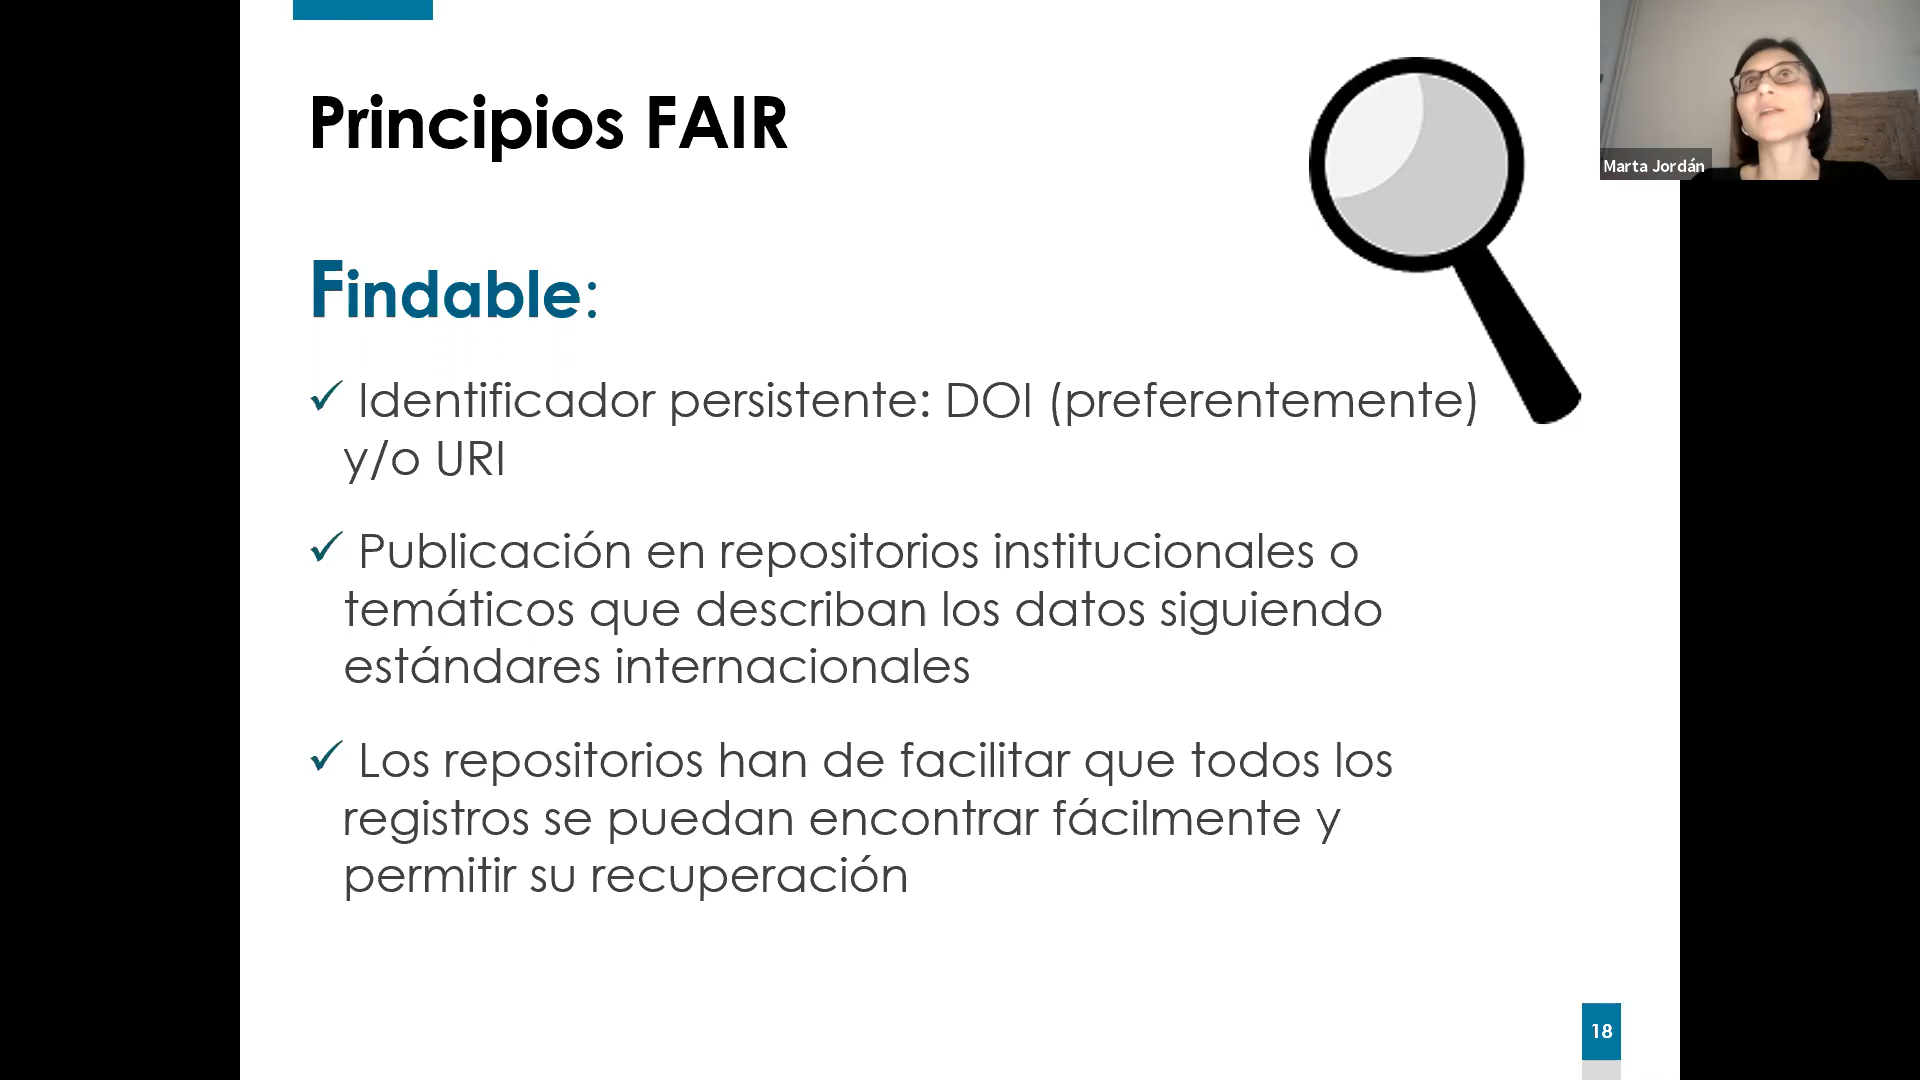 Principios FAIR
Marta Jordán
Findable:
✓ Identificador persistente: DOI (preferentemente)
y/o URI
✓ Publicación en repositorios institucionales o
temáticos que describan los datos siguiendo
estándares internacionales
✓ Los repositorios han de facilitar que todos los
registros se puedan encontrar fácilmente y
permitir su recuperación
18